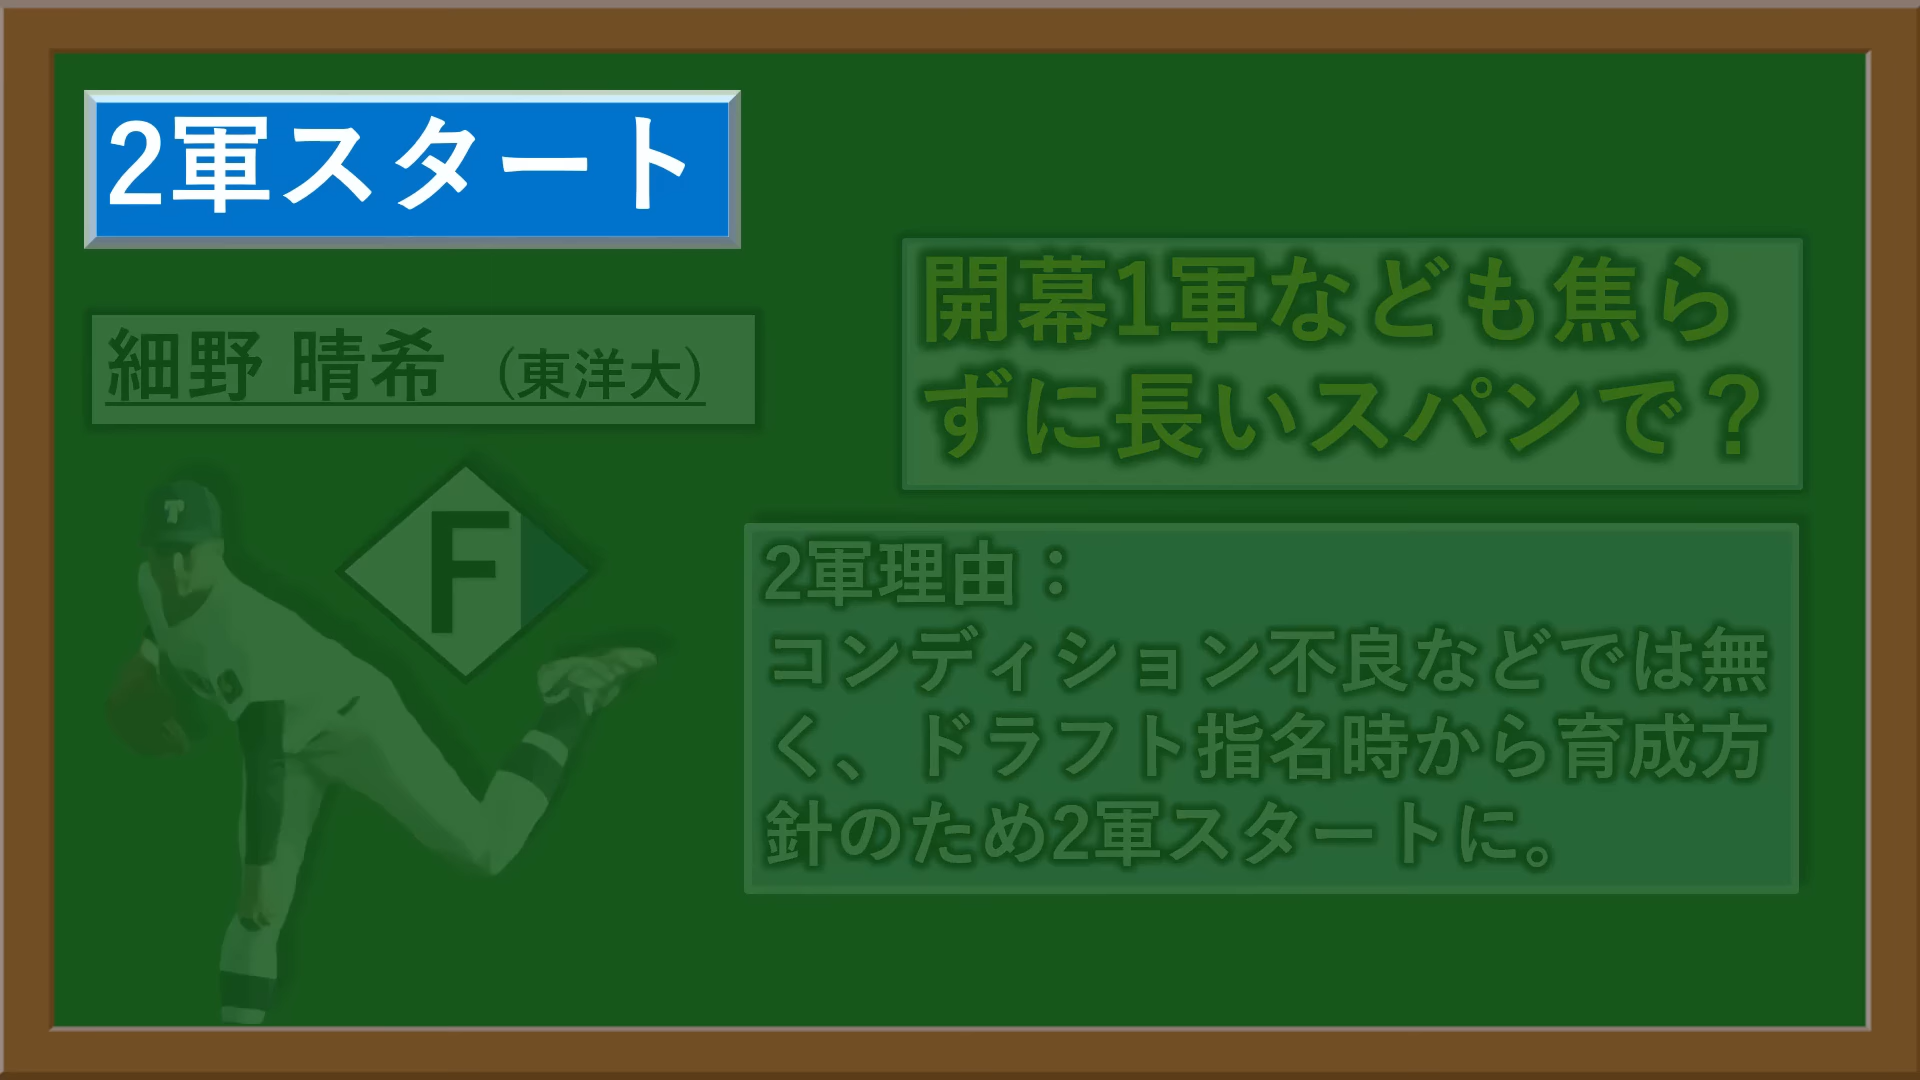 2軍スタート
細野 晴希 （東洋大）
開幕1軍なども焦ら
ずに長いスパンで？
T
F
2軍理由：
コンディション不良などでは無
く、ドラフト指名時から育成方
針のため2軍スタートに。